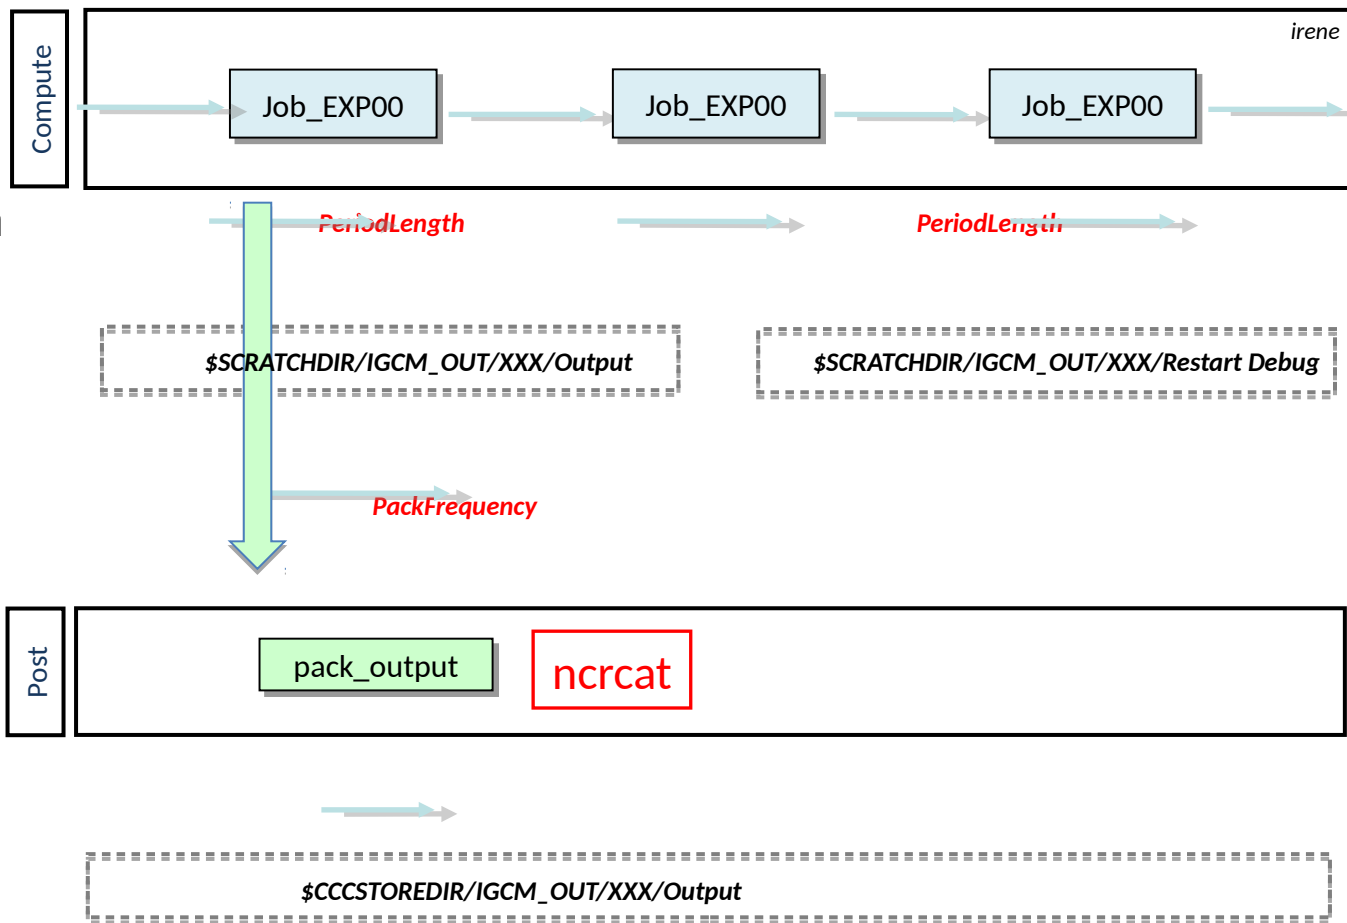 irene
Compute
Job_EXP00
Job_EXP00
Job_EXP00
PeriodLength
PeriodLength
$SCRATCHDIR/IGCM_OUT/XXX/Output
$SCRATCHDIR/IGCM_OUT/XXX/Restart Debug
PackFrequency
Post
pack_output
ncrcat
$CCCSTOREDIR/IGCM_OUT/XXX/Output